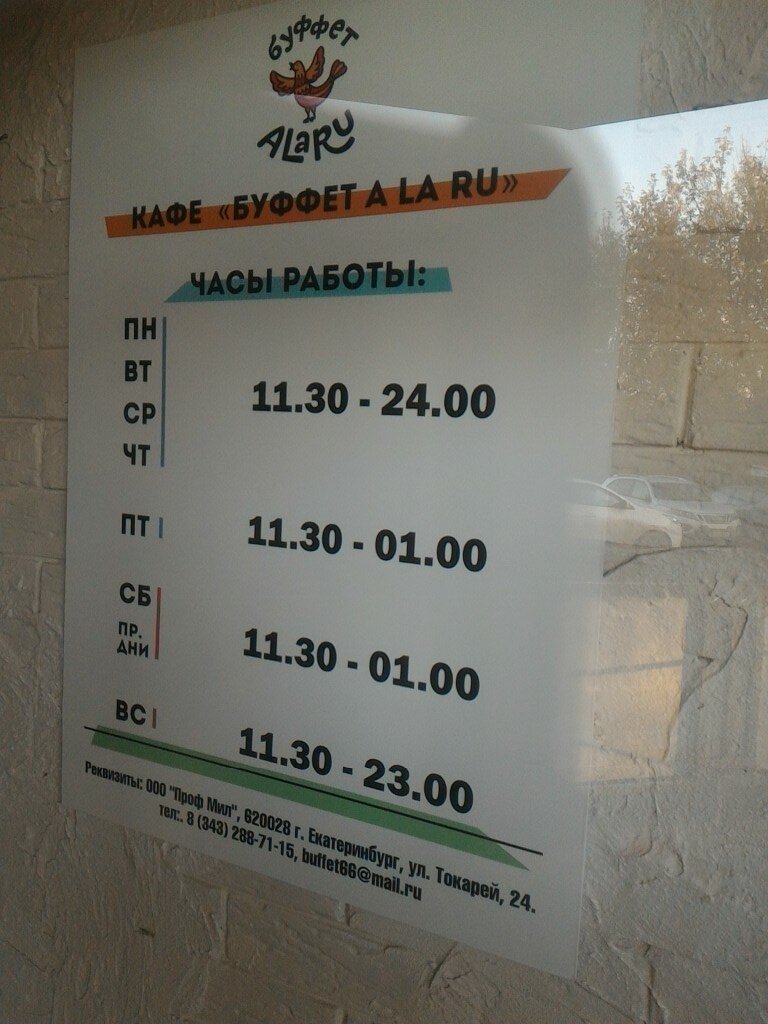 буффет
ALaRU
КАФЕ «БУФФЕТ A LA RU»
ЧАСЫ РАБОТЫ:
ПН
ВТ
СР
ЧТ
11.30 - 24.00
ПТ
11.30 - 01.00
СБ
ПР.
ДНИ
11.30 - 01.00
ВС
11.30 - 23.00
Реквизиты: ООО "Проф Мил", 620028 г. Екатеринбург, ул. Токарей, 24.
тел:. 8 (343) 288-71-15, buffet66@mail.ru